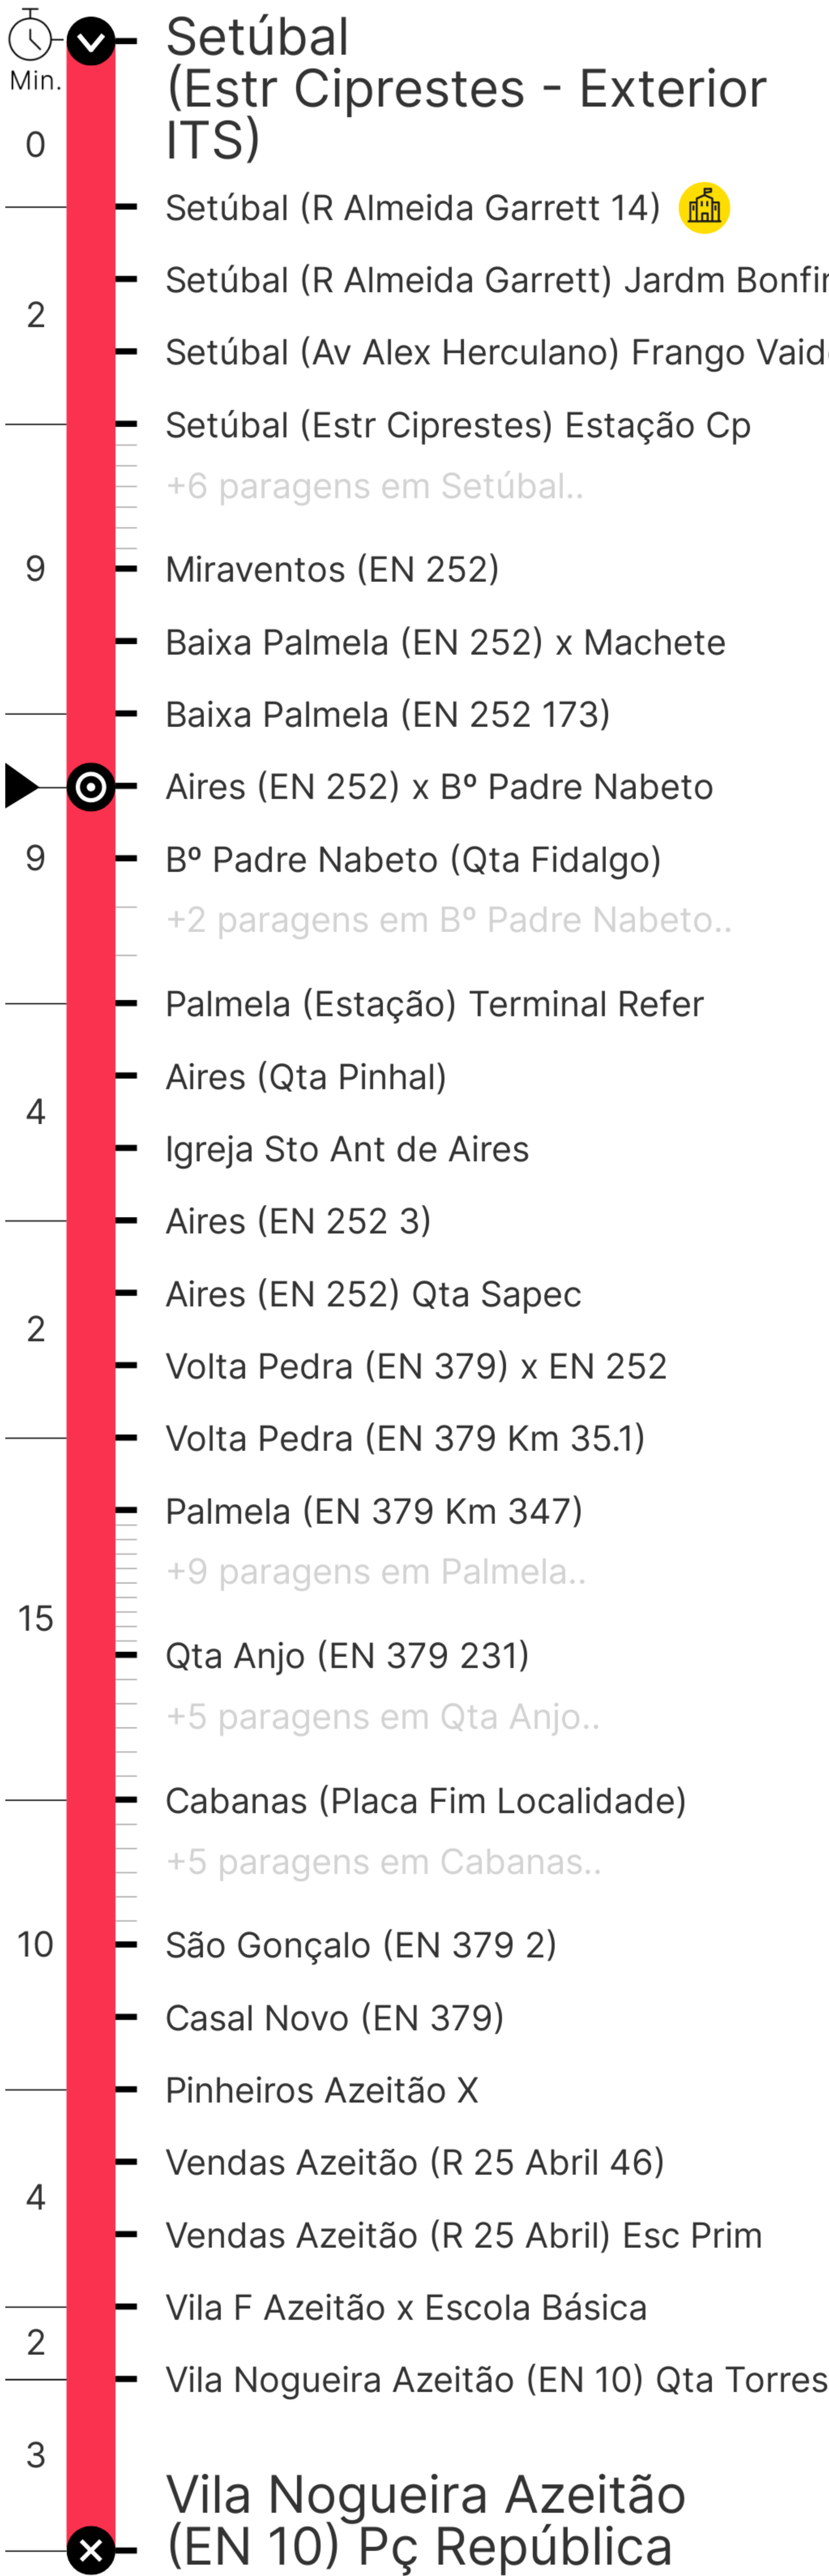 Setúbal
(Estr Ciprestes - Exterior
ITS)
Min.
0
Setúbal (R Almeida Garrett 14)
Setúbal (R Almeida Garrett) Jardm Bonfi
2
Setúbal (Av Alex Herculano) Frango Vaid
Setúbal (Estr Ciprestes) Estação Cp
+6 paragens em Setúbal..
9
Miraventos (EN 252)
Baixa Palmela (EN 252) x Machete
Baixa Palmela (EN 252 173)
Aires (EN 252) x Bº Padre Nabeto
9
Bº Padre Nabeto (Qta Fidalgo)
+2 paragens em Bº Padre Nabeto..
Palmela (Estação) Terminal Refer
Aires (Qta Pinhal)
4
Igreja Sto Ant de Aires
Aires (EN 252 3)
Aires (EN 252) Qta Sapec
2
Volta Pedra (EN 379) x EN 252
Volta Pedra (EN 379 Km 35.1)
Palmela (EN 379 Km 347)
+9 paragens em Palmela..
15
Qta Anjo (EN 379 231)
+5 paragens em Qta Anjo..
Cabanas (Placa Fim Localidade)
+5 paragens em Cabanas..
10
São Gonçalo (EN 379 2)
Casal Novo (EN 379)
Pinheiros Azeitão X
Vendas Azeitão (R 25 Abril 46)
4
Vendas Azeitão (R 25 Abril) Esc Prim
Vila F Azeitão x Escola Básica
2
Vila Nogueira Azeitão (EN 10) Qta Torres
3
Vila Nogueira Azeitão
(EN 10) Pç República